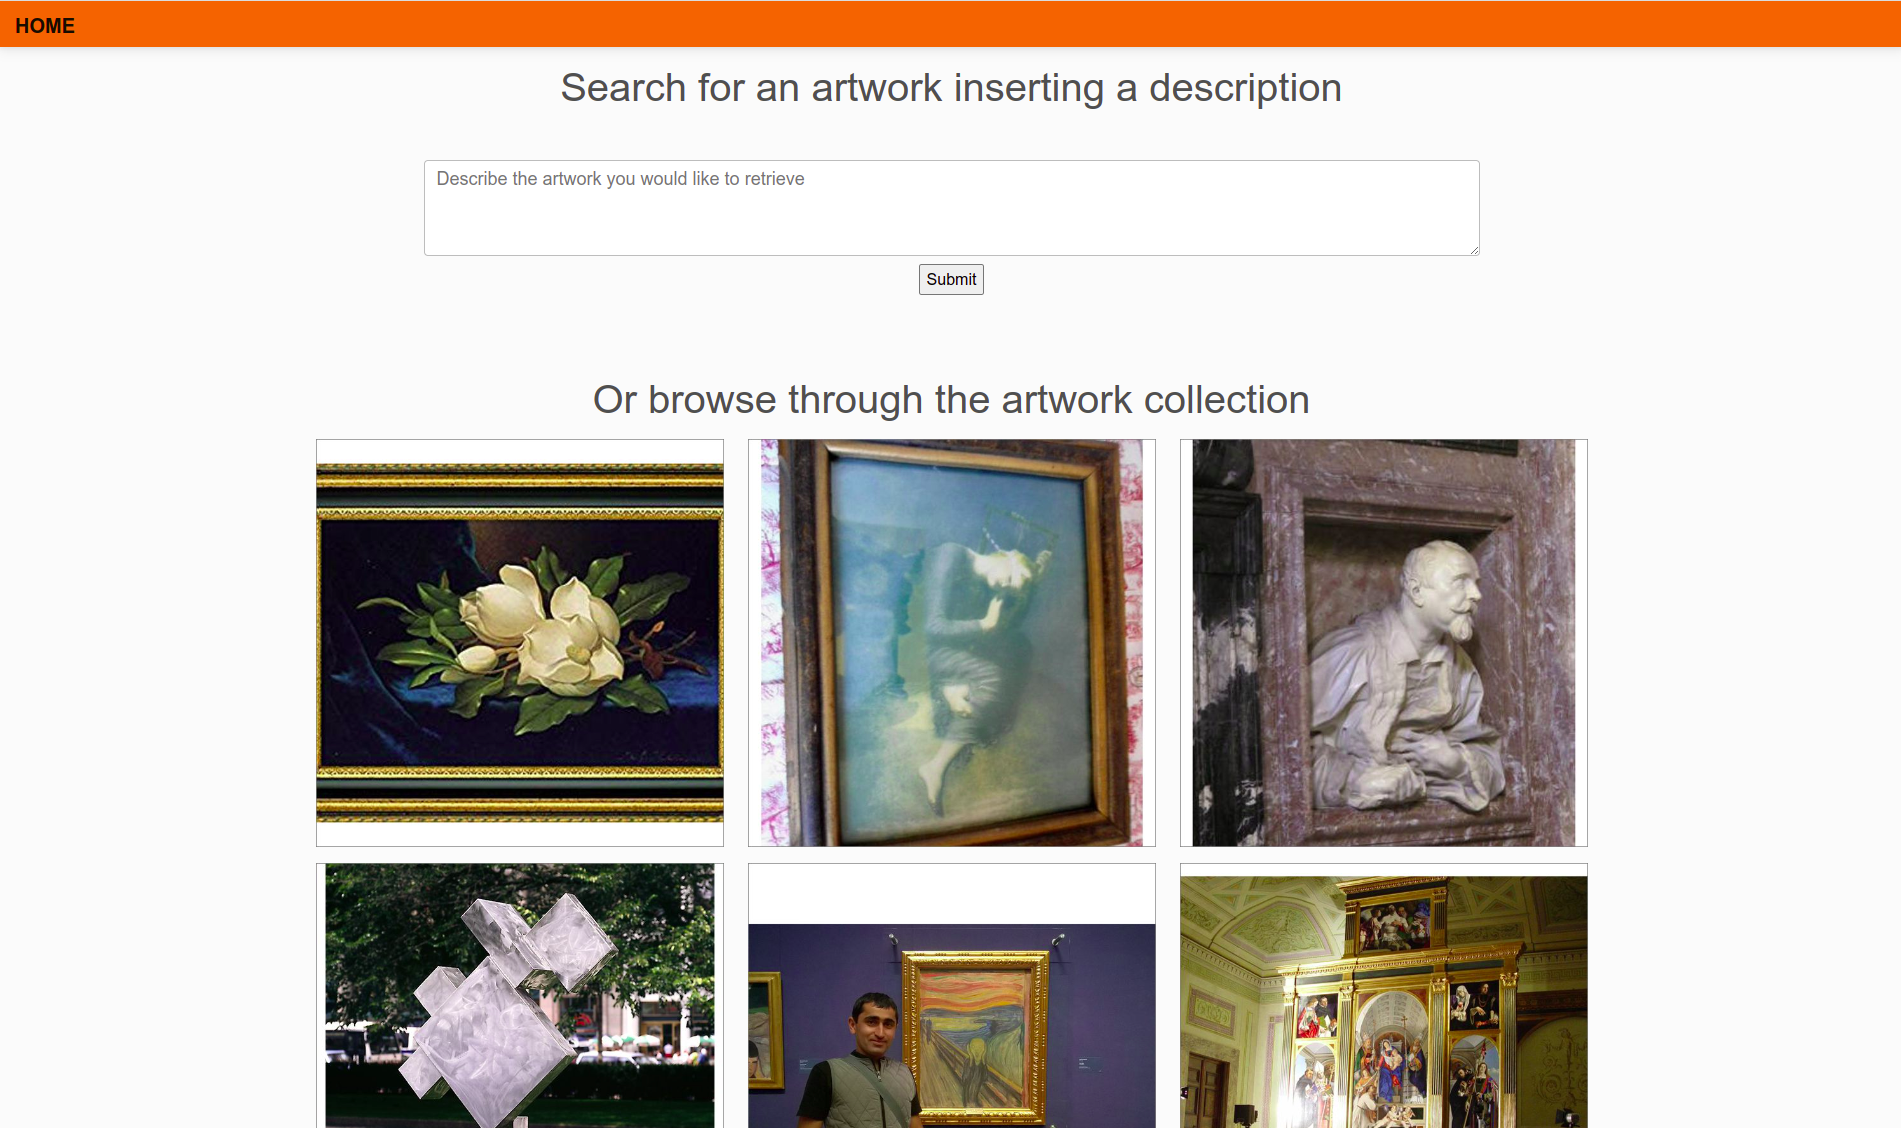 HOME
Search for an artwork inserting a description
Describe the artwork you would like to retrieve
Submit
Or browse through the artwork collection